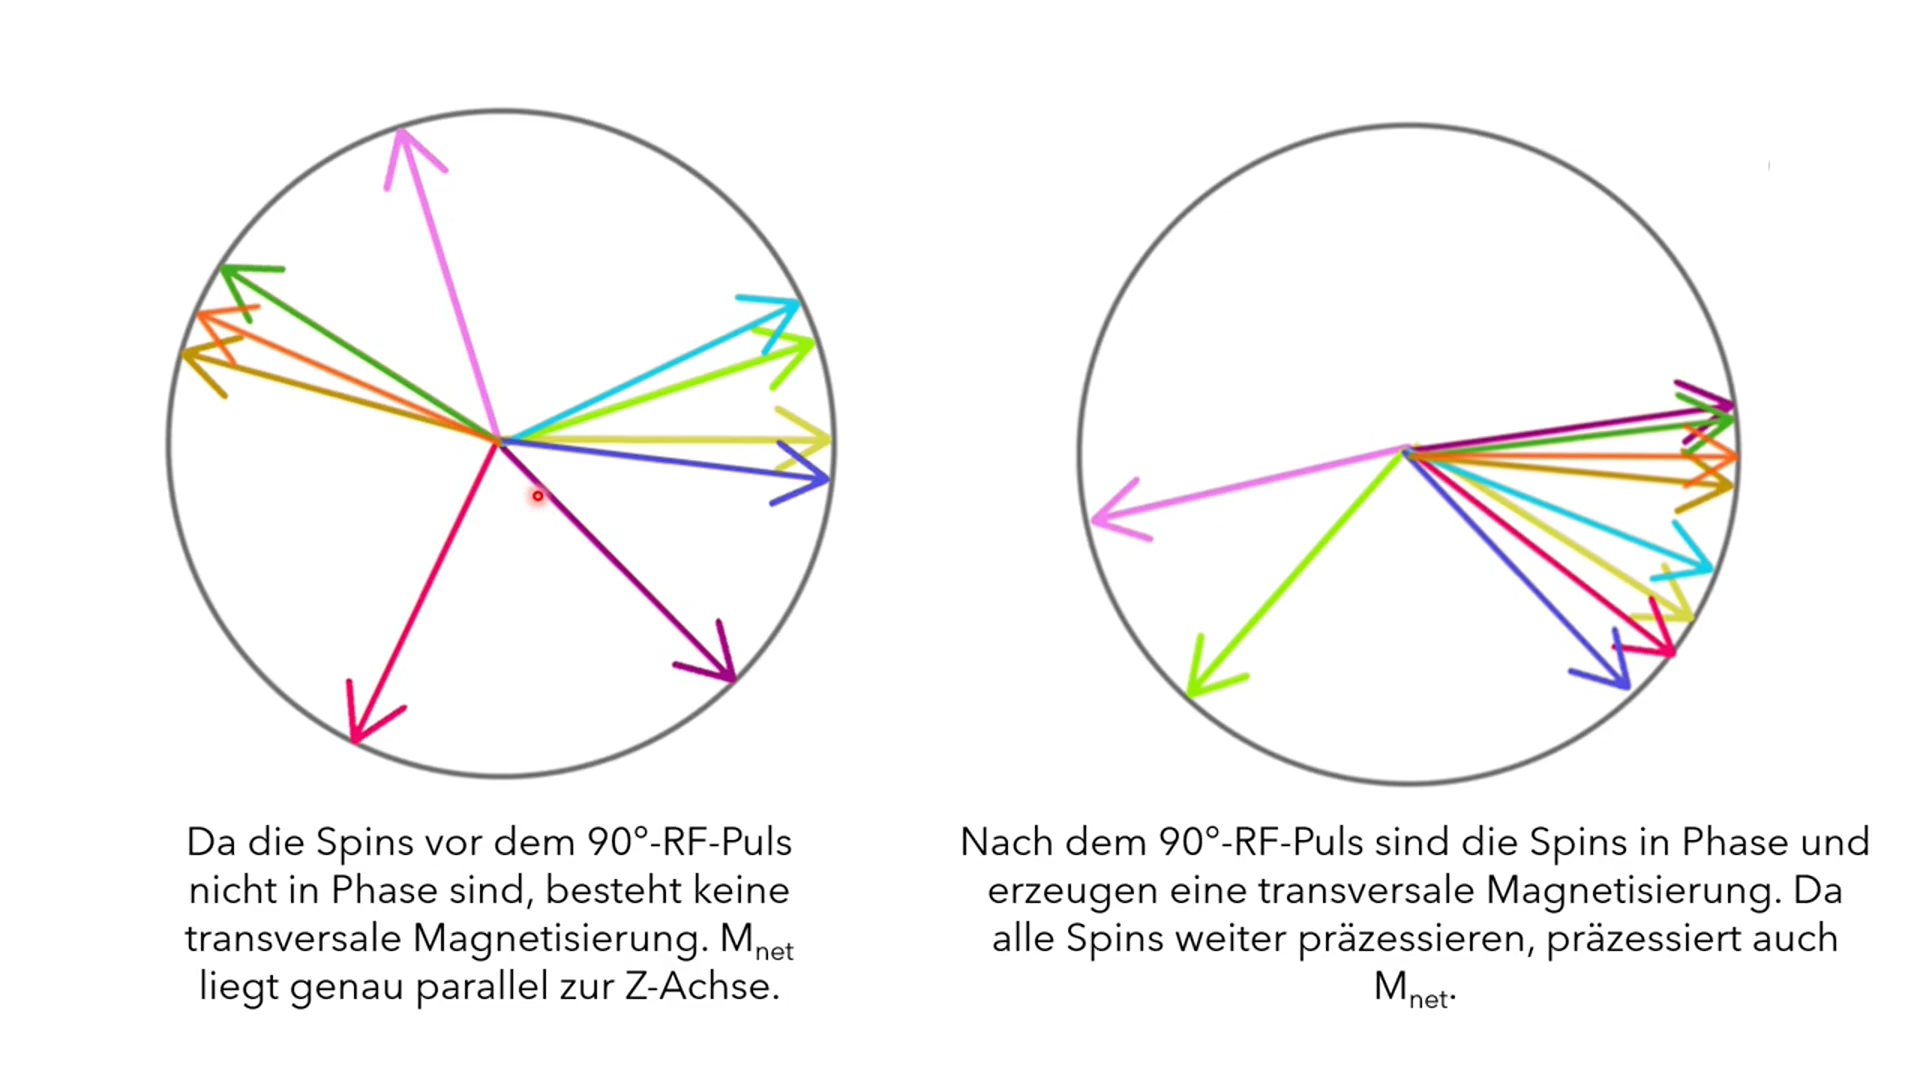 Da die Spins vor dem 90°-RF-Puls
nicht in Phase sind, besteht keine
transversale Magnetisierung. Mnet
liegt genau parallel zur Z-Achse.
Nach dem 90°-RF-Puls sind die Spins in Phase und
erzeugen eine transversale Magnetisierung. Da
alle Spins weiter präzessieren, präzessiert auch
Mnet.